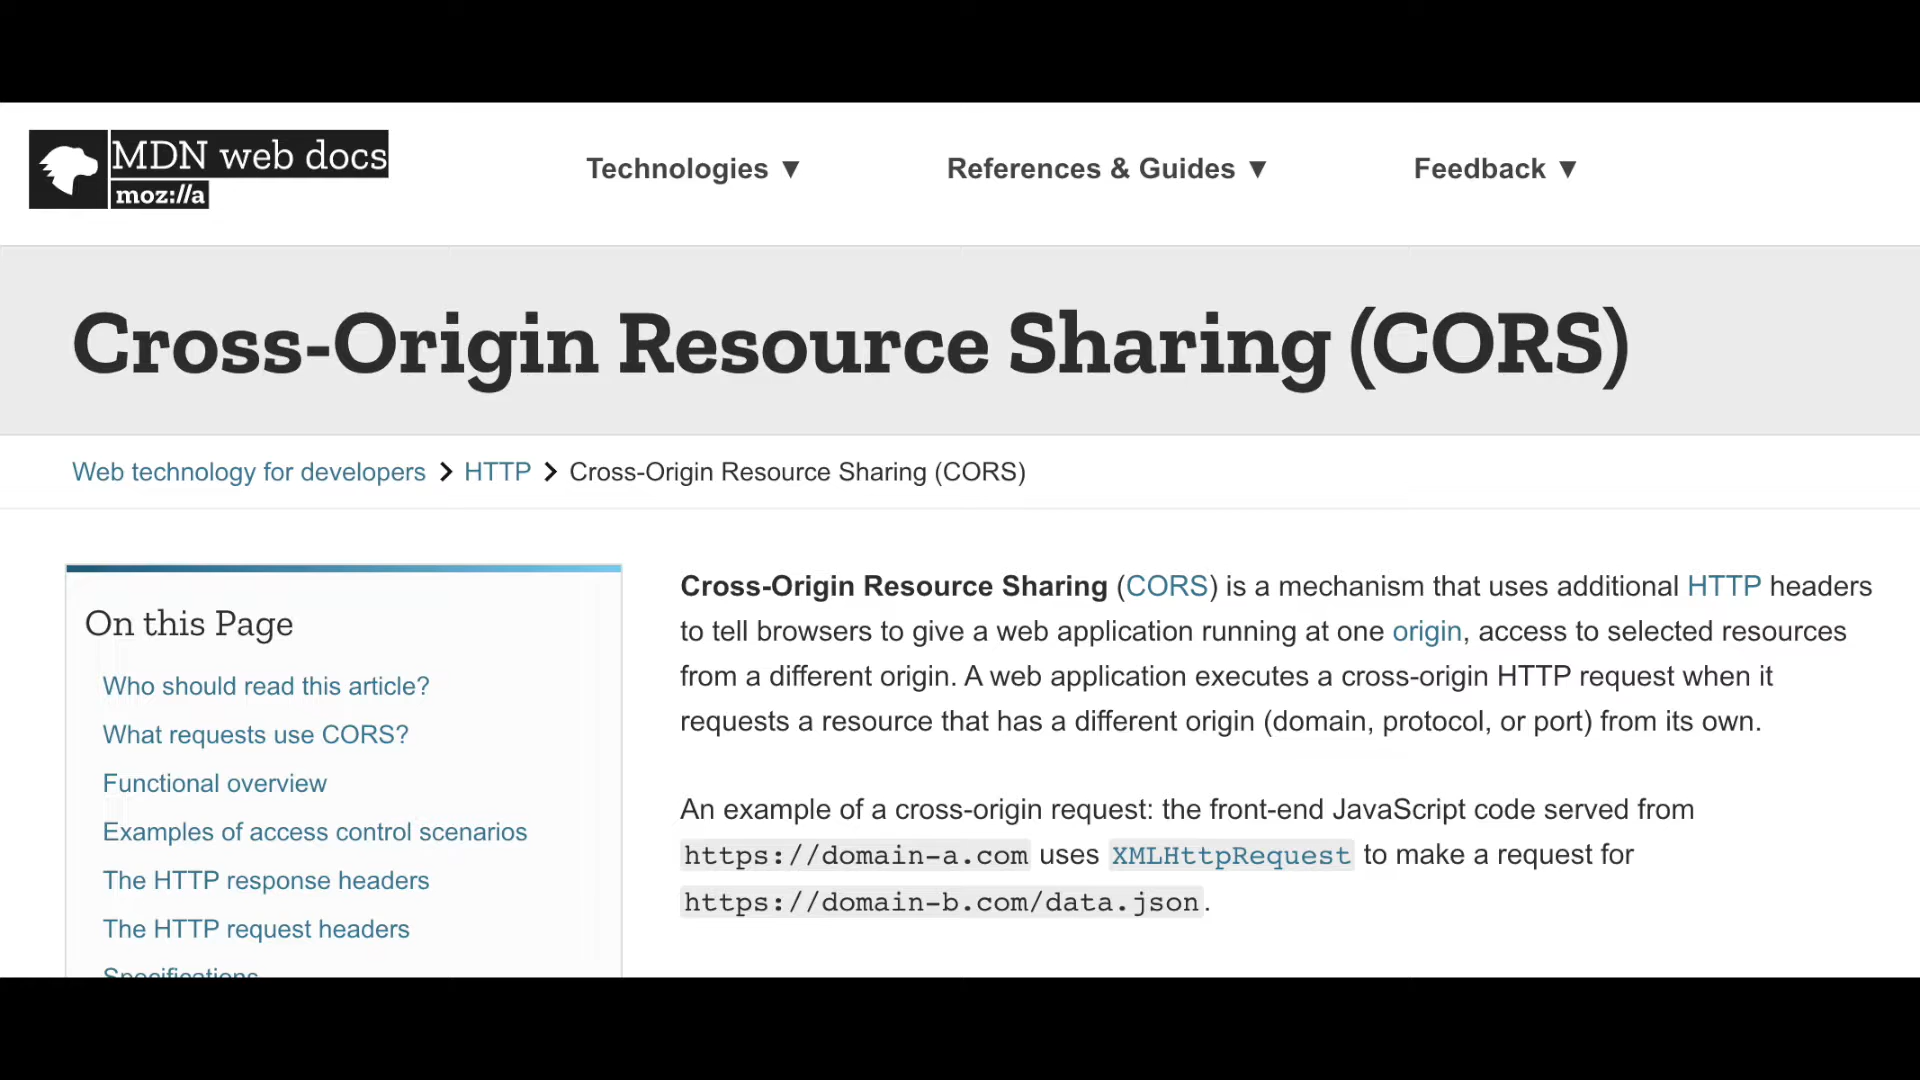 MDN web docs
moz://a
Technologies ▼
References & Guides ▼
Feedback ▼
Cross-Origin Resource Sharing (CORS)
Web technology for developers > HTTP > Cross-Origin Resource Sharing (CORS)
On this Page
Who should read this article?
What requests use CORS?
Functional overview
Examples of access control scenarios
The HTTP response headers
The HTTP request headers
Specifications
Cross-Origin Resource Sharing (CORS) is a mechanism that uses additional HTTP headers
to tell browsers to give a web application running at one origin, access to selected resources
from a different origin. A web application executes a cross-origin HTTP request when it
requests a resource that has a different origin (domain, protocol, or port) from its own.
An example of a cross-origin request: the front-end JavaScript code served from
https://domain-a.com uses XMLHttpRequest to make a request for
https://domain-b.com/data.json.